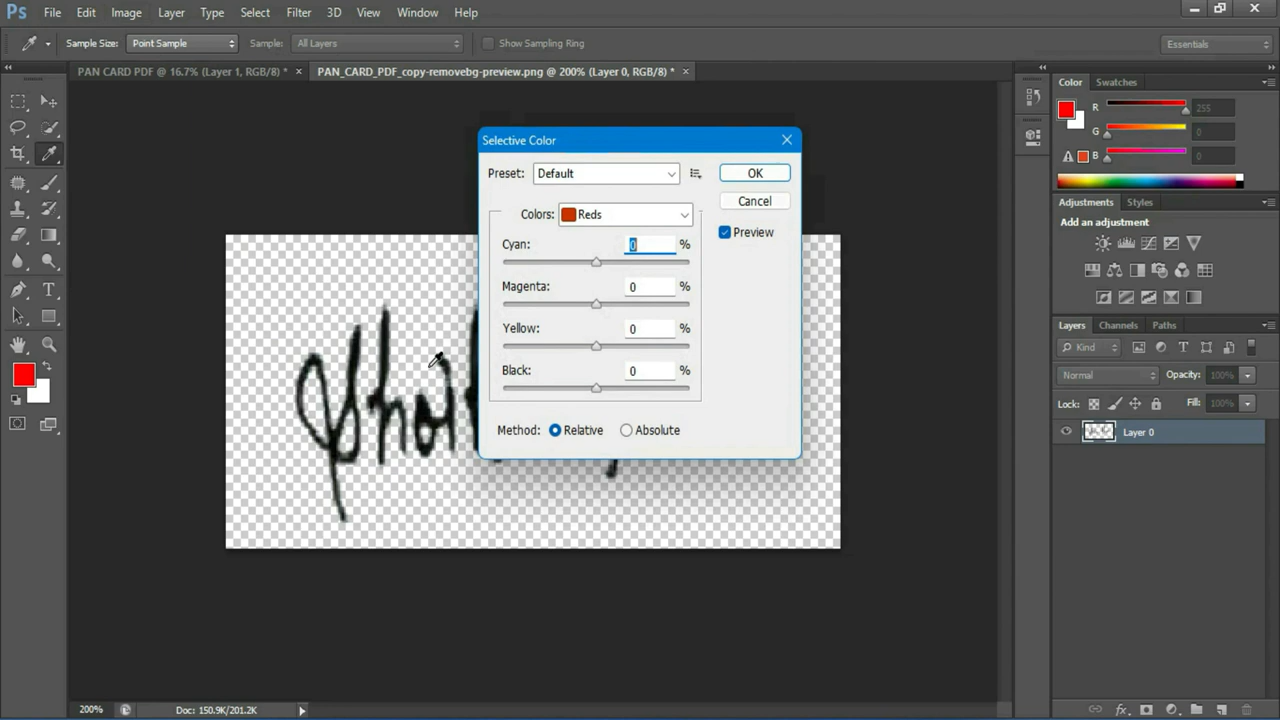 Ps File Edit Image Layer Type Select Filter 3D View Window Help
Sample Size: Point Sample Sample: All Layers Show Sampling Ring Essentials
PAN CARD PDF @ 16.7% (Layer 1, RGB/8) * × PAN_CARD_PDF_copy-removebg-preview.png @ 200% (Layer 0, RGB/8) * ×
Selective Color
Preset: Default OK
Colors: Reds Cancel
Preview
Cyan: 0 %
Magenta: 0 %
Yellow: 0 %
Black: 0 %
Method: Relative Absolute
Color Swatches
R 255
G 0
B 0
Adjustments Styles
Add an adjustment
Layers Channels Paths
Kind
Normal Opacity: 100%
Lock: Fill: 100%
Layer 0
200% Doc: 150.9K/201.2K